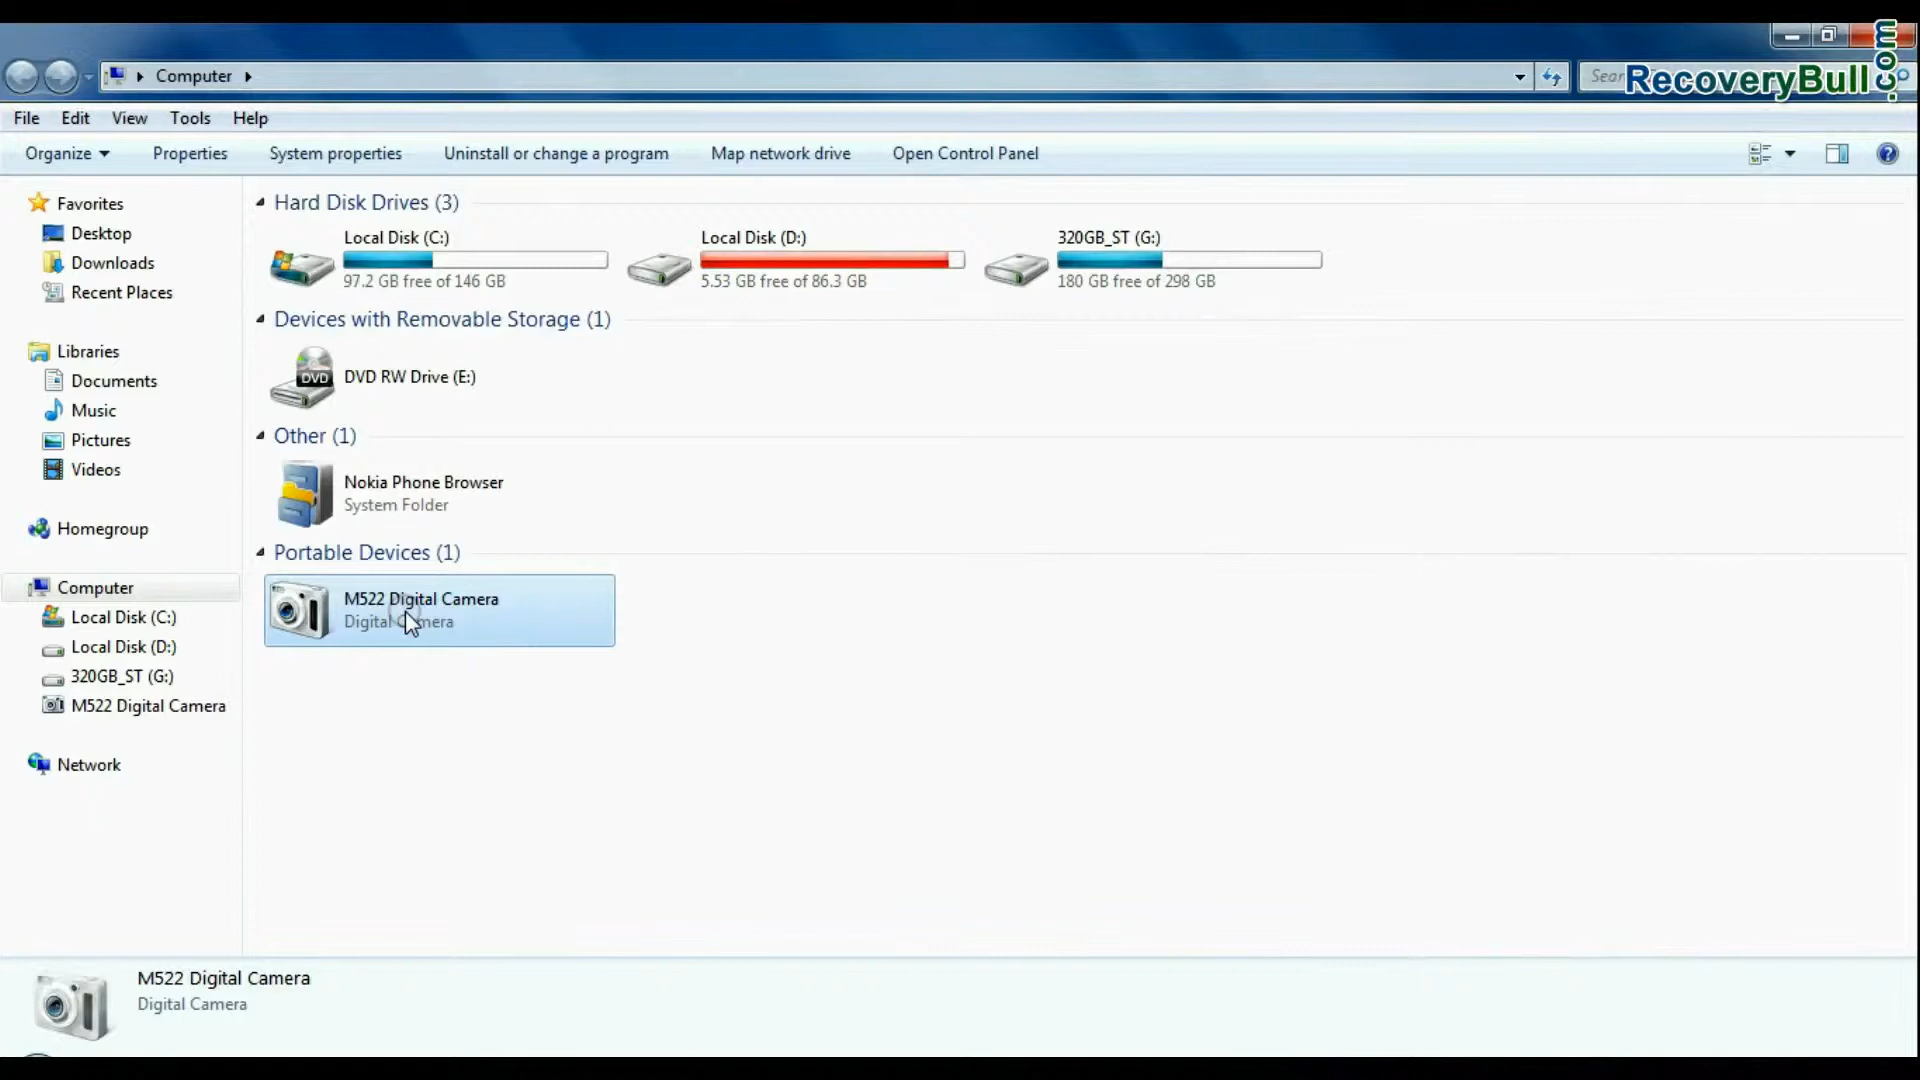 Computer
Sear
RecoveryBull
.com
File Edit View Tools Help
Organize Properties System properties Uninstall or change a program Map network drive Open Control Panel
Favorites
Desktop
Downloads
Recent Places
Libraries
Documents
Music
Pictures
Videos
Homegroup
Computer
Local Disk (C:)
Local Disk (D:)
320GB_ST (G:)
M522 Digital Camera
Network
Hard Disk Drives (3)
Local Disk (C:)
97.2 GB free of 146 GB
Local Disk (D:)
5.53 GB free of 86.3 GB
320GB_ST (G:)
180 GB free of 298 GB
Devices with Removable Storage (1)
DVD
DVD RW Drive (E:)
Other (1)
Nokia Phone Browser
System Folder
Portable Devices (1)
M522 Digital Camera
Digital Camera
M522 Digital Camera
Digital Camera